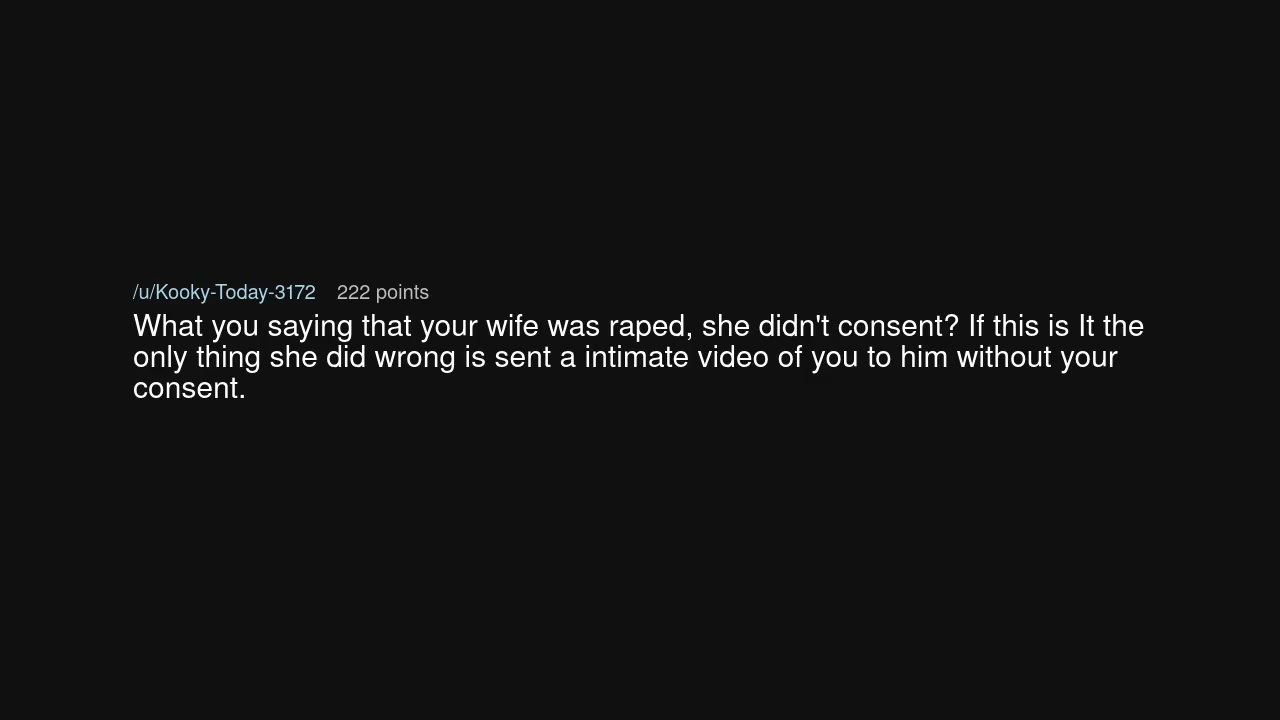 /u/Kooky-Today-3172 222 points
What you saying that your wife was raped, she didn't consent? If this is It the
only thing she did wrong is sent a intimate video of you to him without your
consent.